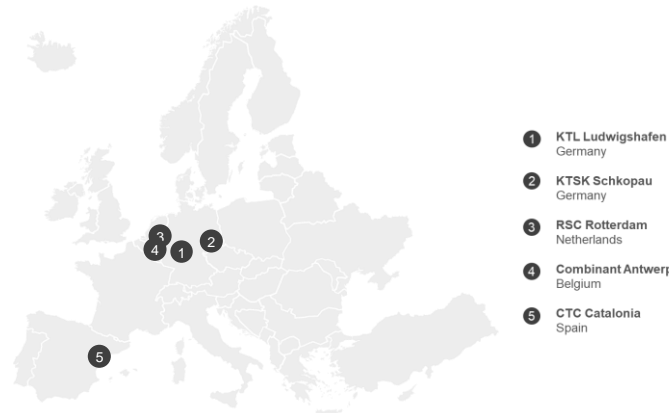 3
4
1
2
5
1 KTL Ludwigshafen
Germany
2 KTSK Schkopau
Germany
3 RSC Rotterdam
Netherlands
4 Combinant Antwerp
Belgium
5 CTC Catalonia
Spain